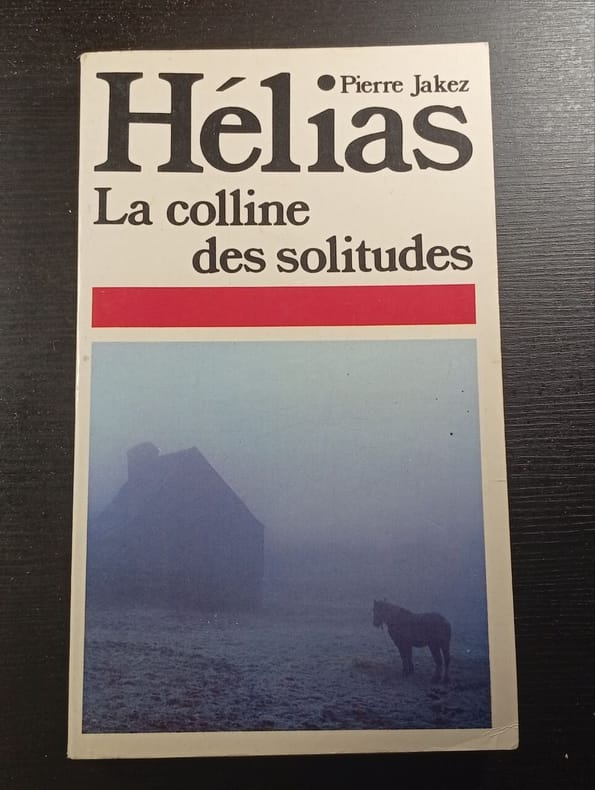 Pierre Jakez
Hélias
La colline
des solitudes